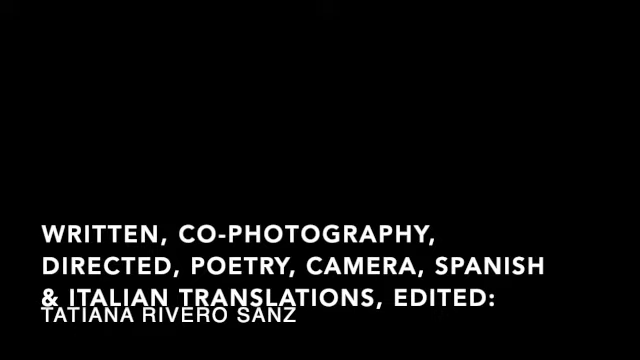 WRITTEN, CO-PHOTOGRAPHY,
DIRECTED, POETRY, CAMERA, SPANISH
& ITALIAN TRANSLATIONS, EDITED:
TATIANA RIVERO SANZ